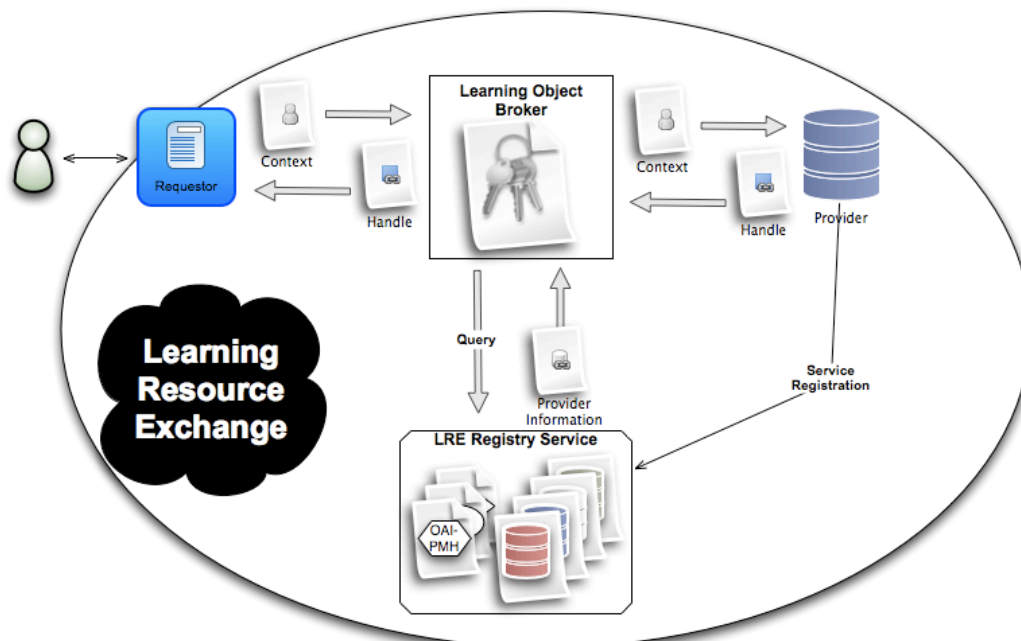 Learning Object
Broker
Requestor
Context
Handle
Context
Handle
Provider
Query
Provider
Information
Service
Registration
Learning
Resource
Exchange
LRE Registry Service
OAI-
PMH